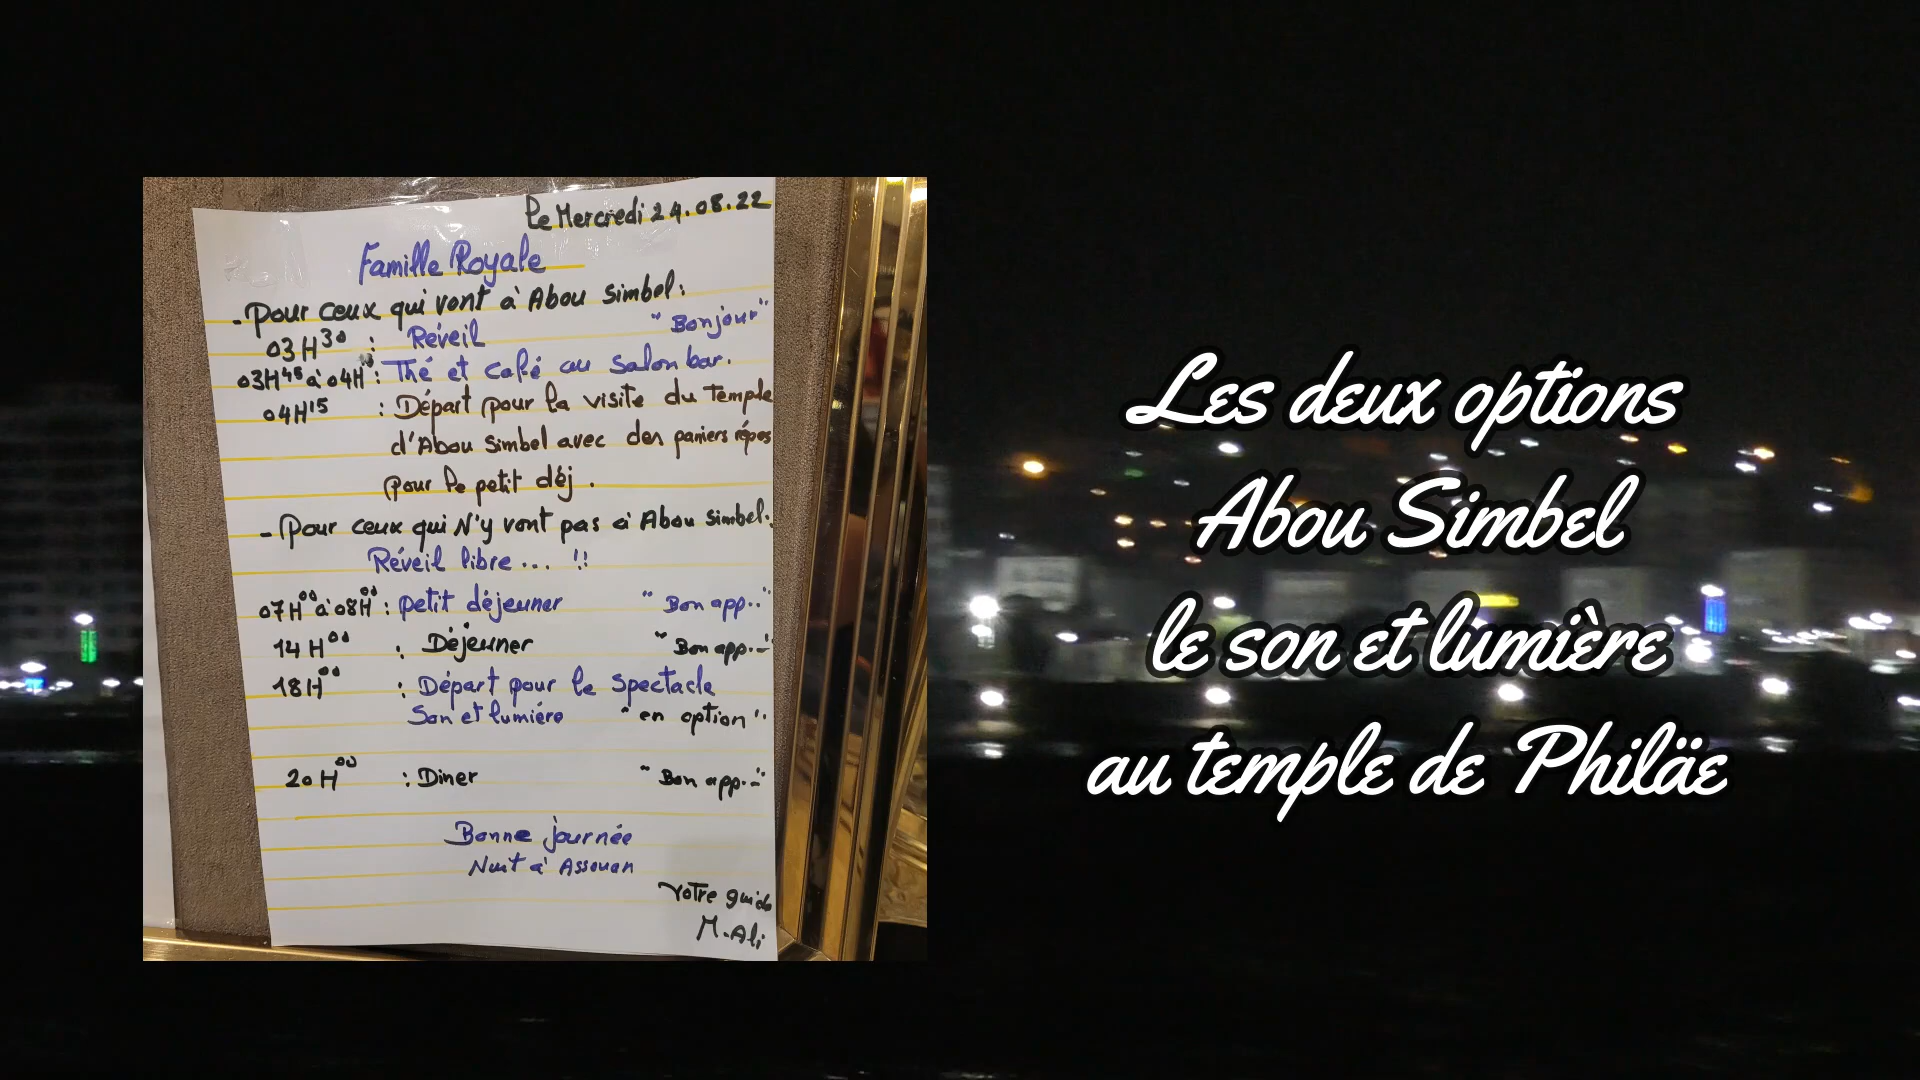 Le Mercredi 24.08.22
Famille Royale
- Pour ceux qui vont à Abou Simbel:
03H30 : Réveil "Bonjour"
03H45 à 04H : Thé et Café au Salon bar.
04H15 : Départ pour la visite du Temple
d'Abou Simbel avec des paniers répas
pour le petit déj.
- Pour ceux qui N'y vont pas à Abou Simbel.
Réveil libre... !!
07H00 à 08H00 : petit déjeuner "Bon app.."
14H00 : Déjeuner "Bon app..."
18H00 : Départ pour le Spectacle
Son et lumiére "en option".
20H00 : Diner "Bon app..."
Bonne journée
Nuit à Assouan
Votre guide
M. Ali
Les deux options
Abou Simbel
le son et lumière
au temple de Philäe